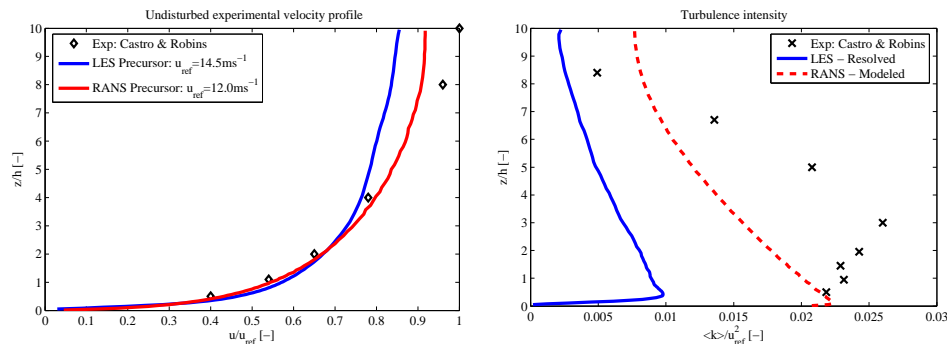 Undisturbed experimental velocity profile
10
9
8
7
6
5
4
3
2
1
0
z/h [−]
Exp: Castro & Robins
LES Precursor: u_ref=14.5ms⁻¹
RANS Precursor: u_ref=12.0ms⁻¹
0 0.1 0.2 0.3 0.4 0.5 0.6 0.7 0.8 0.9 1
u/u_ref [−]
Turbulence intensity
10
9
8
7
6
5
4
3
2
1
0
z/h [−]
Exp: Castro & Robins
LES − Resolved
RANS − Modeled
0 0.005 0.01 0.015 0.02 0.025 0.03
<k>/u²_ref [−]